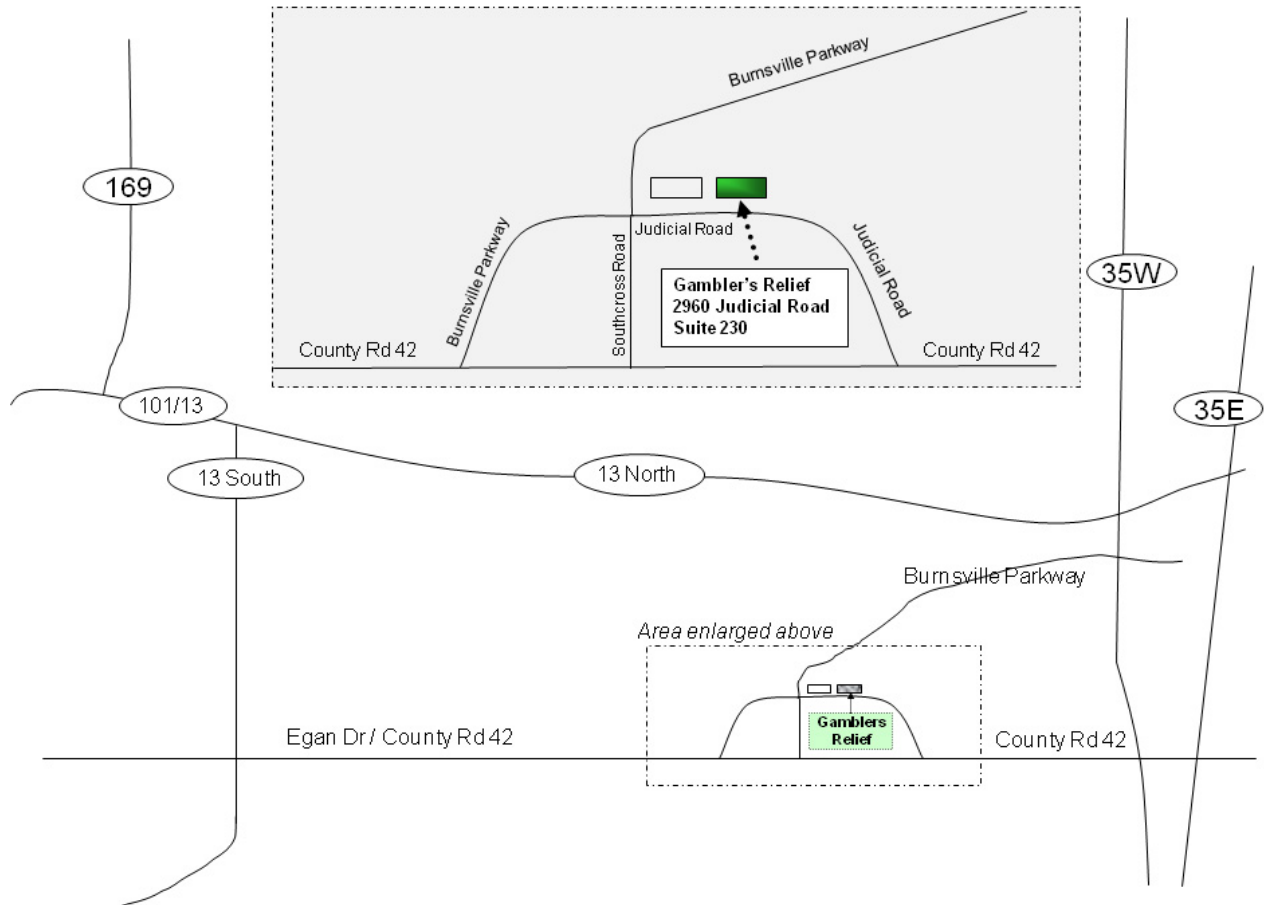 Burnsville Parkway
169
Burnsville Parkway
Judicial Road
Judicial Road
35W
Southcross Road
Gambler's Relief
2960 Judicial Road
Suite 230
County Rd 42
County Rd 42
101/13
35E
13 South
13 North
Burnsville Parkway
Area enlarged above
Gamblers
Relief
Egan Dr / County Rd 42
County Rd 42